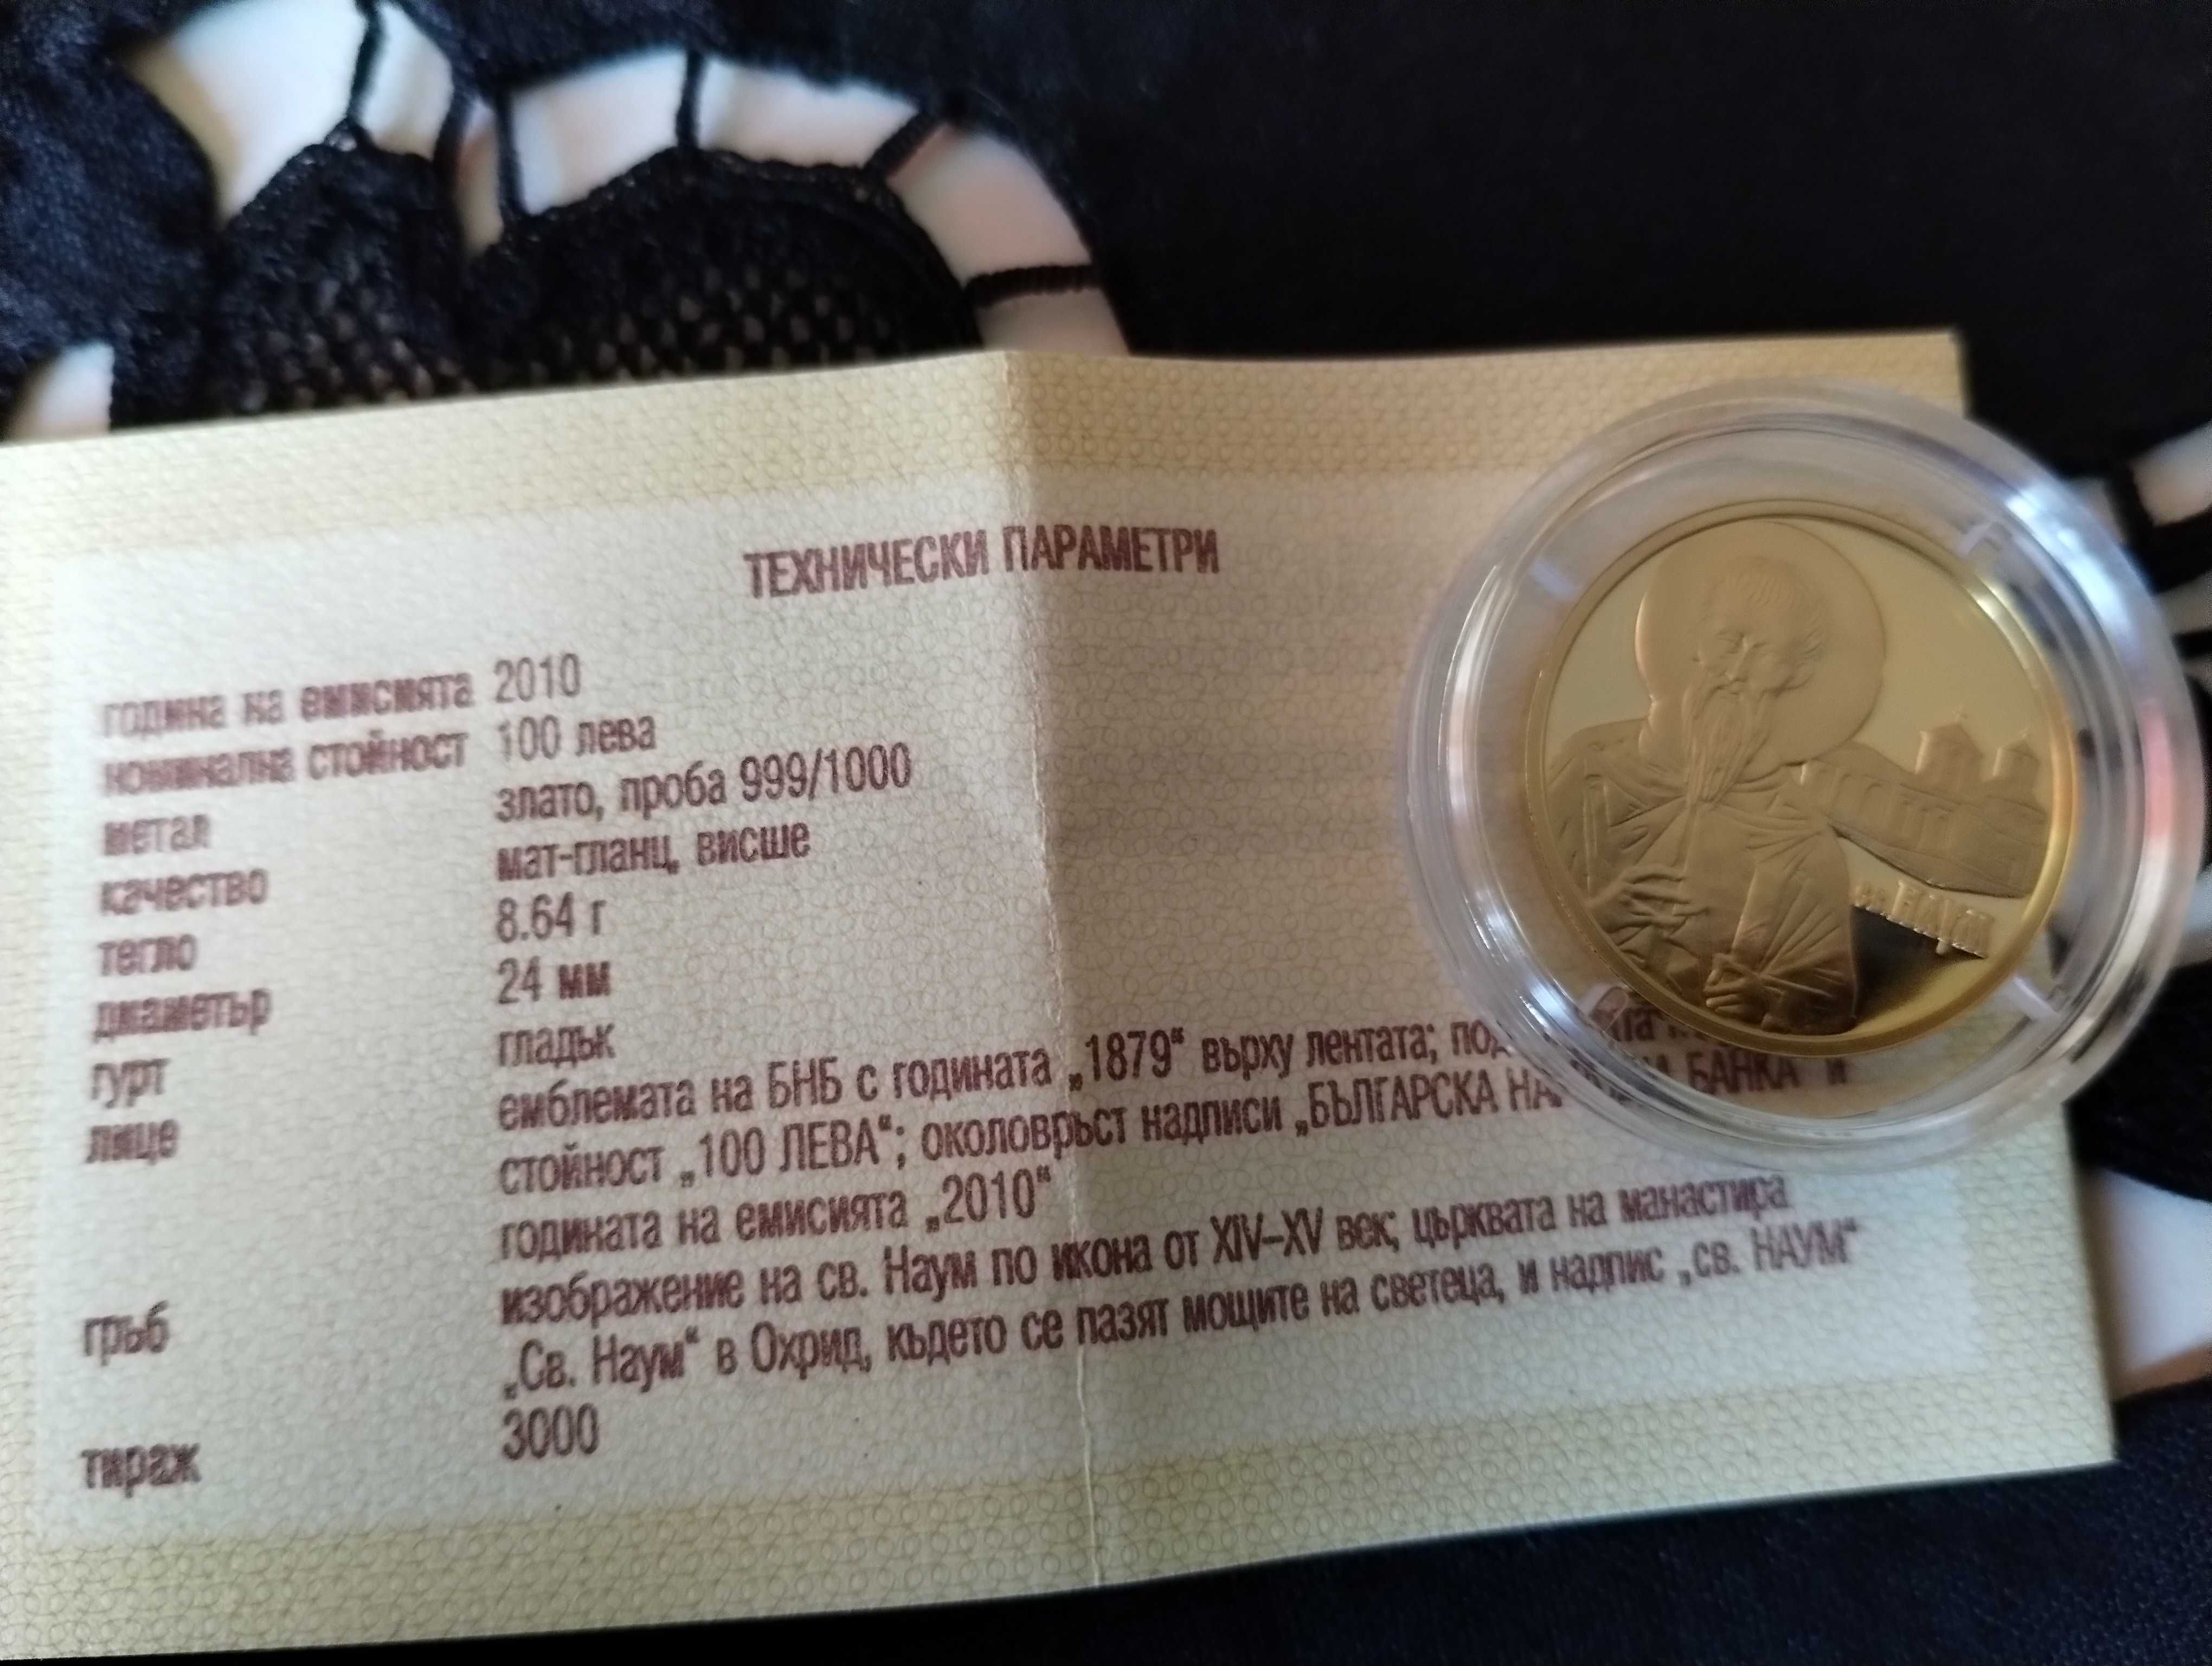 ТЕХНИЧЕСКИ ПАРАМЕТРИ
година на емисията 2010
номинална стойност 100 лева
метал злато, проба 999/1000
качество мат-гланц, висше
тегло 8.64 г
диаметър 24 мм
гурт гладък
лице емблемата на БНБ с годината „1879“ върху лентата; под
стойност „100 ЛЕВА“; околовръст надписи „БЪЛГАРСКА БАНКА“ и
годината на емисията „2010“
гръб изображение на св. Наум по икона от XIV–XV век, църквата на манастира
„Св. Наум“ в Охрид, където се пазят мощите на светеца, и надпис „св. НАУМ“
тираж 3000
св. НАУМ